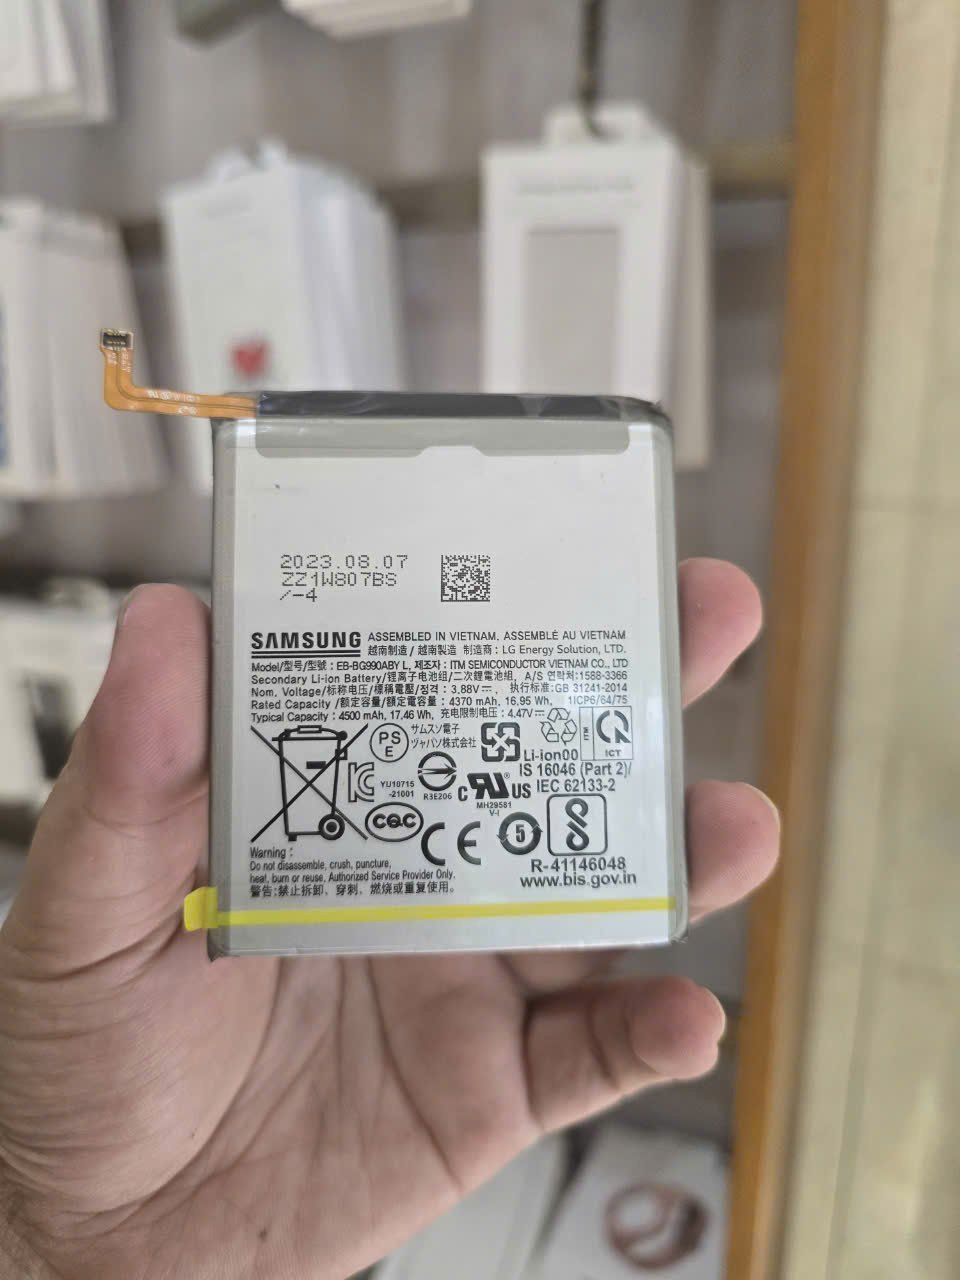 2023.08.07
ZZ1W807BS
/-4
SAMSUNG
ASSEMBLED IN VIETNAM. ASSEMBLÉ AU VIETNAM
越南制造 / 越南製造 制造商 : LG Energy Solution, LTD.
Model/型号/型號 : EB-BG990ABY L, 제조자 : ITM SEMICONDUCTOR VIETNAM CO., LTD
Secondary Li-ion Battery /锂离子电池组/二次鋰電池組, A/S 연락처:1588-3366
Nom. Voltage/标称电压/標稱電壓/정격 : 3.88V⎓, 执行标准:GB 31241-2014
Rated Capacity /额定容量/額定電容量 : 4370 mAh, 16.95 Wh, 1ICP6/64/75
Typical Capacity : 4500 mAh, 17.46 Wh, 充电限制电压 : 4.47V⎓
PS
E
サムスン電子
ジャパン株式会社
Li-ion00
ITM
ICT
IS 16046 (Part 2)/
IEC 62133-2
YU10715
-21001
R3E206
c RU® US
MH29581
V-I
CQC
CE
5
R-41146048
www.bis.gov.in
Warning :
Do not disassemble, crush, puncture,
heat, burn or reuse. Authorized Service Provider Only.
警告:禁止拆卸、穿刺、燃烧或重复使用。